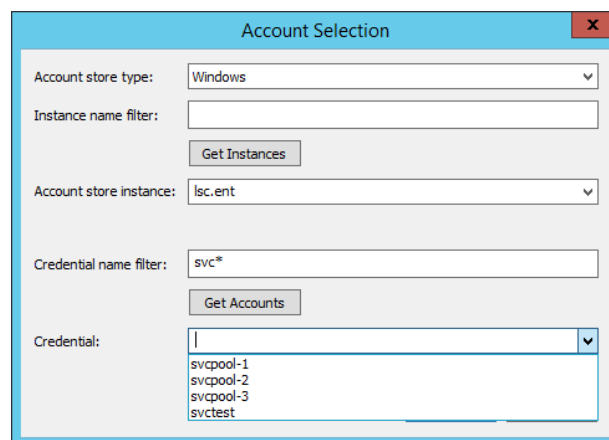 Account Selection
x
Account store type: Windows
Instance name filter:
Get Instances
Account store instance: lsc.ent
Credential name filter: svc*
Get Accounts
Credential:
svcpool-1
svcpool-2
svcpool-3
svctest